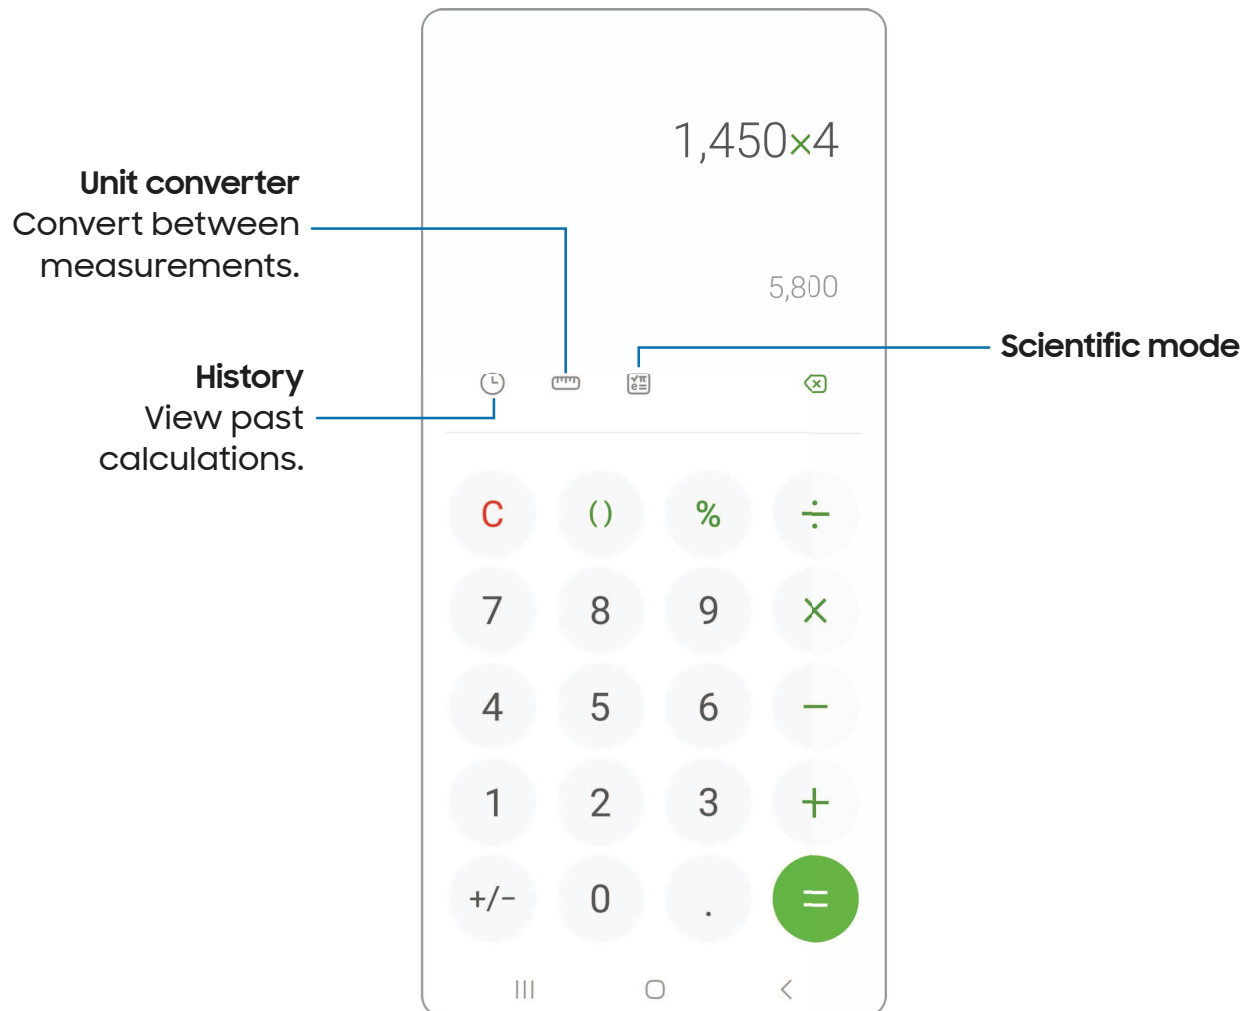 1,450×4
Unit converter
Convert between
measurements.
5,800
Scientific mode
History
View past
calculations.
√π
e=
C
()
%
÷
7
8
9
×
4
5
6
−
1
2
3
+
+/−
0
.
=